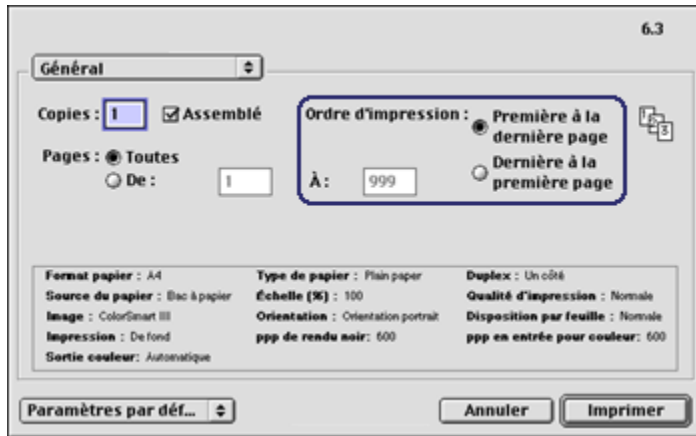 6.3
Général
Copies : 1 Assemblé Ordre d'impression : Première à la
dernière page
Pages : Toutes
De : 1 À : 999 Dernière à la
première page
1 2 3
Format papier : A4 Type de papier : Plain paper Duplex : Un côté
Source du papier : Bac à papier Échelle (%) : 100 Qualité d'impression : Normale
Image : ColorSmart III Orientation : Orientation portrait Disposition par feuille : Normale
Impression : De fond ppp de rendu noir: 600 ppp en entrée pour couleur: 600
Sortie couleur: Automatique
Paramètres par déf... Annuler Imprimer